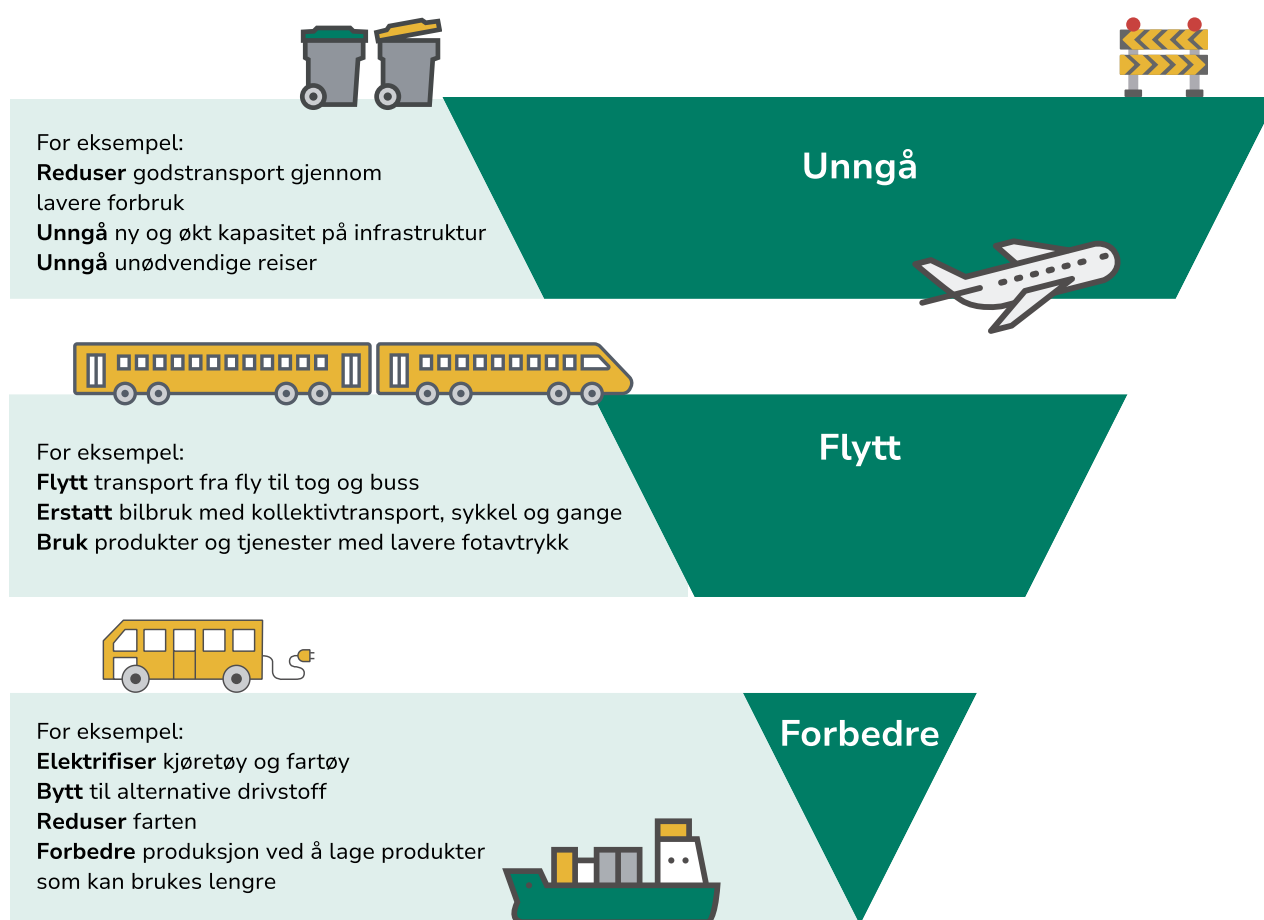 For eksempel:
Reduser godstransport gjennom
lavere forbruk
Unngå ny og økt kapasitet på infrastruktur
Unngå unødvendige reiser
Unngå
For eksempel:
Flytt transport fra fly til tog og buss
Erstatt bilbruk med kollektivtransport, sykkel og gange
Bruk produkter og tjenester med lavere fotavtrykk
Flytt
For eksempel:
Elektrifiser kjøretøy og fartøy
Bytt til alternative drivstoff
Reduser farten
Forbedre produksjon ved å lage produkter
som kan brukes lengre
Forbedre